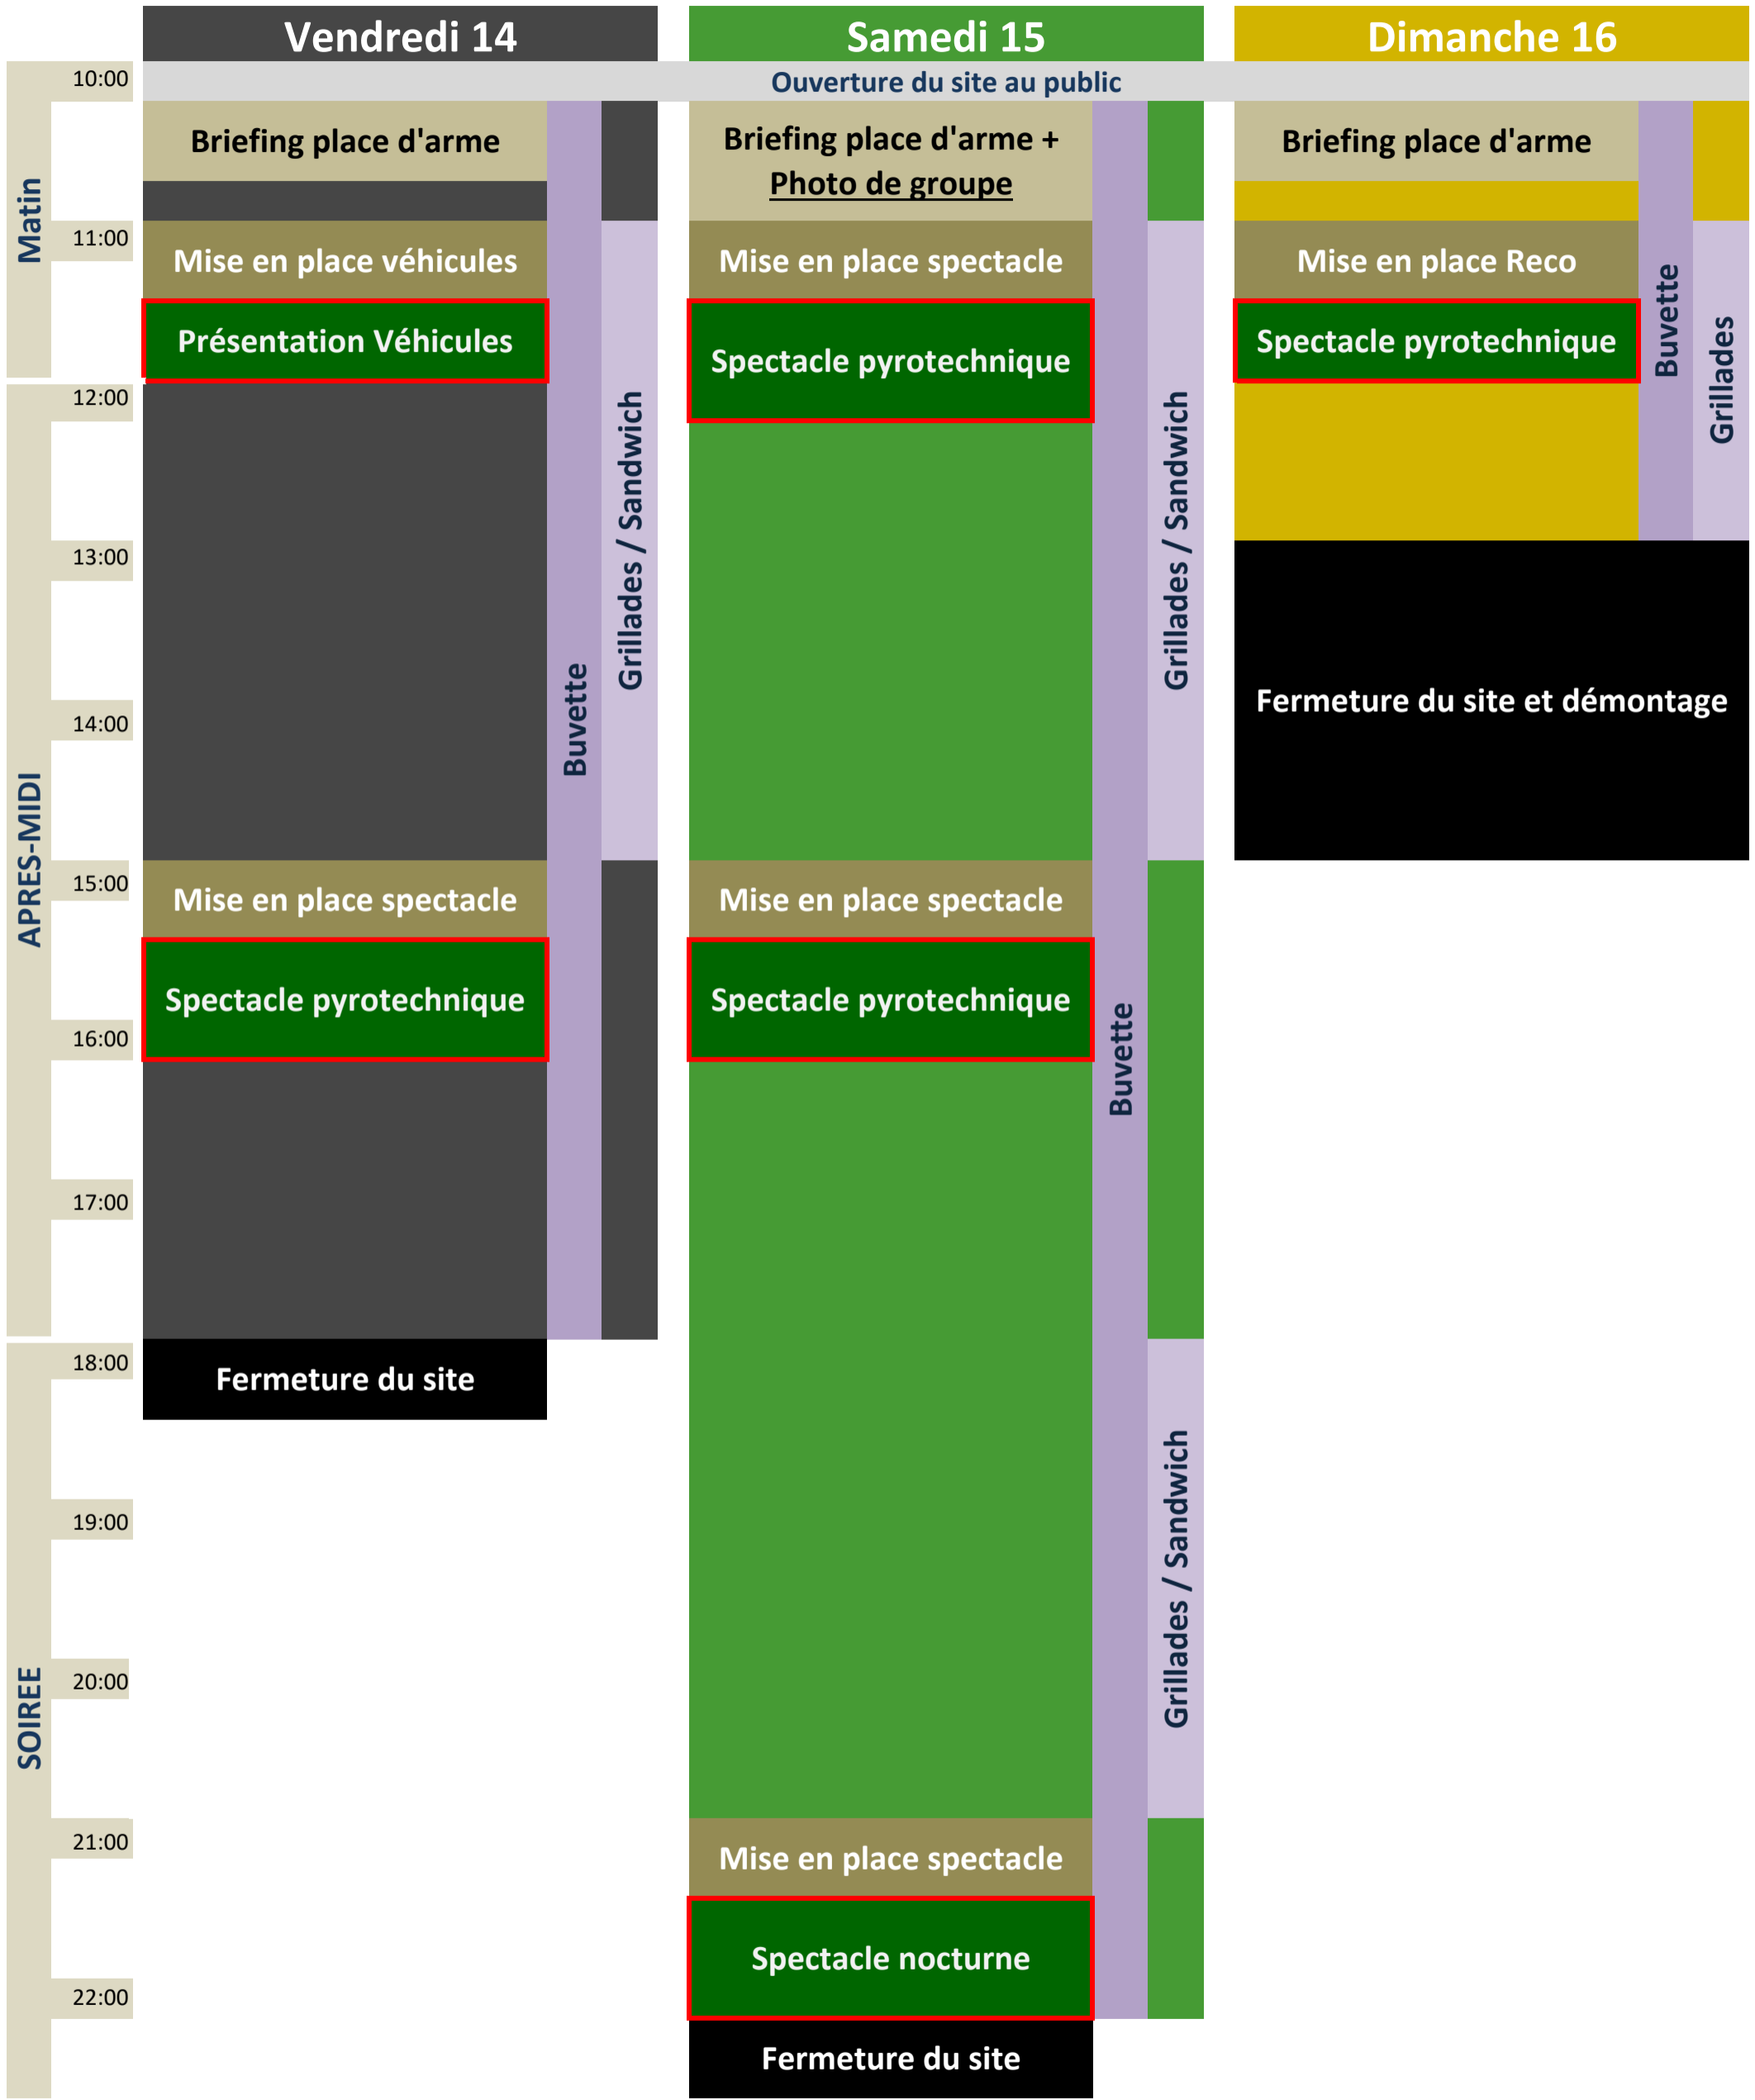 Vendredi 14
Samedi 15
Dimanche 16
10:00
Ouverture du site au public
Matin
Briefing place d'arme
Briefing place d'arme +
Photo de groupe
Briefing place d'arme
11:00
Mise en place véhicules
Mise en place spectacle
Mise en place Reco
Présentation Véhicules
Spectacle pyrotechnique
Spectacle pyrotechnique
Buvette
Grillades
12:00
Grillades / Sandwich
Grillades / Sandwich
13:00
Buvette
Fermeture du site et démontage
14:00
APRES-MIDI
15:00
Mise en place spectacle
Mise en place spectacle
Spectacle pyrotechnique
Spectacle pyrotechnique
16:00
Buvette
17:00
18:00
Fermeture du site
19:00
Grillades / Sandwich
20:00
SOIREE
21:00
Mise en place spectacle
Spectacle nocturne
22:00
Fermeture du site